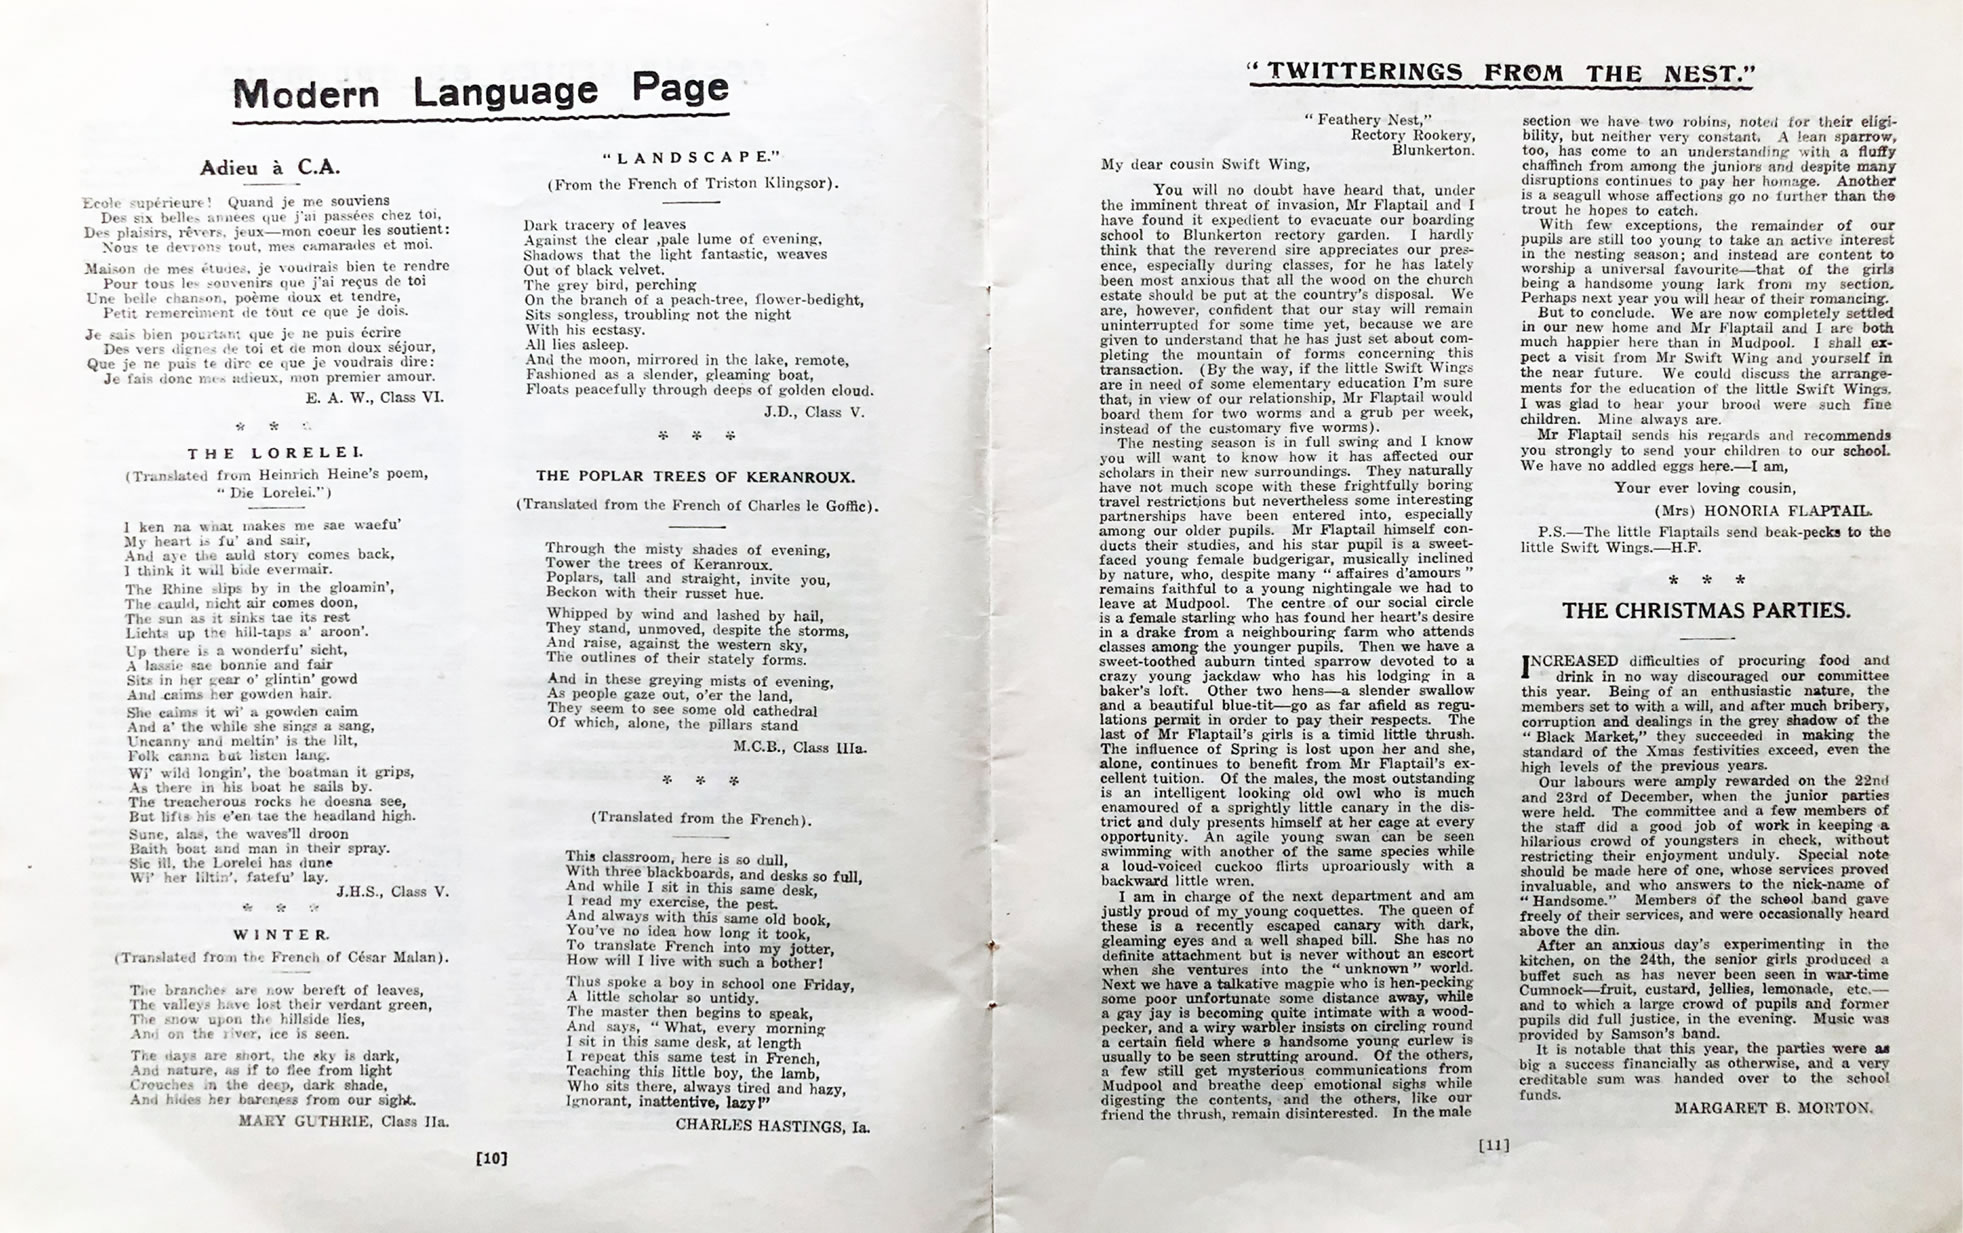 Modern Language Page
Adieu à C.A.
Ecole supérieure! Quand je me souviens
Des six belles années que j'ai passées chez toi,
Des plaisirs, rêvers, jeux—mon coeur les soutient:
Nous te devrons tout, mes camarades et moi.
Maison de mes études, je voudrais bien te rendre
Pour tous les souvenirs que j'ai reçus de toi
Une belle chanson, poème doux et tendre,
Petit remerciment de tout ce que je dois.
Je sais bien pourtant que je ne puis écrire
Des vers dignes de toi et de mon doux séjour,
Que je ne puis te dire ce que je voudrais dire:
Je fais donc mes adieux, mon premier amour.
E. A. W., Class VI.
* * *
THE LORELEI.
(Translated from Heinrich Heine's poem,
" Die Lorelei.")
I ken na what makes me sae waefu'
My heart is fu' and sair,
And aye the auld story comes back,
I think it will bide evermair.
The Rhine slips by in the gloamin',
The cauld, nicht air comes doon,
The sun as it sinks tae its rest
Lichts up the hill-taps a' aroon'.
Up there is a wonderfu' sicht,
A lassie sae bonnie and fair
Sits in her gear o' glintin' gowd
And caims her gowden hair.
She caims it wi' a gowden caim
And a' the while she sings a sang,
Uncanny and meltin' is the lilt,
Folk canna but listen lang.
Wi' wild longin', the boatman it grips,
As there in his boat he sails by.
The treacherous rocks he doesna see,
But lifts his e'en tae the headland high.
Sune, alas, the waves'll droon
Baith boat and man in their spray.
Sic ill, the Lorelei has dune
Wi' her liltin', fatefu' lay.
J.H.S., Class V.
* * *
WINTER.
(Translated from the French of César Malan).
The branches are now bereft of leaves,
The valleys have lost their verdant green,
The snow upon the hillside lies,
And on the river, ice is seen.
The days are short, the sky is dark,
And nature, as if to flee from light
Crouches in the deep, dark shade,
And hides her bareness from our sight.
MARY GUTHRIE, Class IIa.
"LANDSCAPE."
(From the French of Triston Klingsor).
Dark tracery of leaves
Against the clear ,pale lume of evening,
Shadows that the light fantastic, weaves
Out of black velvet.
The grey bird, perching
On the branch of a peach-tree, flower-bedight,
Sits songless, troubling not the night
With his ecstasy.
All lies asleep.
And the moon, mirrored in the lake, remote,
Fashioned as a slender, gleaming boat,
Floats peacefully through deeps of golden cloud.
J.D., Class V.
* * *
THE POPLAR TREES OF KERANROUX.
(Translated from the French of Charles le Goffic).
Through the misty shades of evening,
Tower the trees of Keranroux.
Poplars, tall and straight, invite you,
Beckon with their russet hue.
Whipped by wind and lashed by hail,
They stand, unmoved, despite the storms,
And raise, against the western sky,
The outlines of their stately forms.
And in these greying mists of evening,
As people gaze out, o'er the land,
They seem to see some old cathedral
Of which, alone, the pillars stand
M.C.B., Class IIIa.
* * *
(Translated from the French).
This classroom, here is so dull,
With three blackboards, and desks so full,
And while I sit in this same desk,
I read my exercise, the pest.
And always with this same old book,
You've no idea how long it took,
To translate French into my jotter,
How will I live with such a bother!
Thus spoke a boy in school one Friday,
A little scholar so untidy.
The master then begins to speak,
And says, " What, every morning
I sit in this same desk, at length
I repeat this same test in French,
Teaching this little boy, the lamb,
Who sits there, always tired and hazy,
Ignorant, inattentive, lazy!"
CHARLES HASTINGS, Ia.
[10]
" TWITTERINGS FROM THE NEST."
" Feathery Nest,"
Rectory Rookery,
Blunkerton.
My dear cousin Swift Wing,
You will no doubt have heard that, under
the imminent threat of invasion, Mr Flaptail and I
have found it expedient to evacuate our boarding
school to Blunkerton rectory garden. I hardly
think that the reverend sire appreciates our pres-
ence, especially during classes, for he has lately
been most anxious that all the wood on the church
estate should be put at the country's disposal. We
are, however, confident that our stay will remain
uninterrupted for some time yet, because we are
given to understand that he has just set about com-
pleting the mountain of forms concerning this
transaction. (By the way, if the little Swift Wings
are in need of some elementary education I'm sure
that, in view of our relationship, Mr Flaptail would
board them for two worms and a grub per week,
instead of the customary five worms).
The nesting season is in full swing and I know
you will want to know how it has affected our
scholars in their new surroundings. They naturally
have not much scope with these frightfully boring
travel restrictions but nevertheless some interesting
partnerships have been entered into, especially
among our older pupils. Mr Flaptail himself con-
ducts their studies, and his star pupil is a sweet-
faced young female budgerigar, musically inclined
by nature, who, despite many " affaires d'amours "
remains faithful to a young nightingale we had to
leave at Mudpool. The centre of our social circle
is a female starling who has found her heart's desire
in a drake from a neighbouring farm who attends
classes among the younger pupils. Then we have a
sweet-toothed auburn tinted sparrow devoted to a
crazy young jackdaw who has his lodging in a
baker's loft. Other two hens—a slender swallow
and a beautiful blue-tit—go as far afield as regu-
lations permit in order to pay their respects. The
last of Mr Flaptail's girls is a timid little thrush.
The influence of Spring is lost upon her and she,
alone, continues to benefit from Mr Flaptail's ex-
cellent tuition. Of the males, the most outstanding
is an intelligent looking old owl who is much
enamoured of a sprightly little canary in the dis-
trict and duly presents himself at her cage at every
opportunity. An agile young swan can be seen
swimming with another of the same species while
a loud-voiced cuckoo flirts uproariously with a
backward little wren.
I am in charge of the next department and am
justly proud of my young coquettes. The queen of
these is a recently escaped canary with dark,
gleaming eyes and a well shaped bill. She has no
definite attachment but is never without an escort
when she ventures into the " unknown " world.
Next we have a talkative magpie who is hen-pecking
some poor unfortunate some distance away, while
a gay jay is becoming quite intimate with a wood-
pecker, and a wiry warbler insists on circling round
a certain field where a handsome young curlew is
usually to be seen strutting around. Of the others,
a few still get mysterious communications from
Mudpool and breathe deep emotional sighs while
digesting the contents, and the others, like our
friend the thrush, remain disinterested. In the male
section we have two robins, noted for their eligi-
bility, but neither very constant. A lean sparrow,
too, has come to an understanding with a fluffy
chaffinch from among the juniors and despite many
disruptions continues to pay her homage. Another
is a seagull whose affections go no further than the
trout he hopes to catch.
With few exceptions, the remainder of our
pupils are still too young to take an active interest
in the nesting season; and instead are content to
worship a universal favourite—that of the girls
being a handsome young lark from my section.
Perhaps next year you will hear of their romancing.
But to conclude. We are now completely settled
in our new home and Mr Flaptail and I are both
much happier here than in Mudpool. I shall ex-
pect a visit from Mr Swift Wing and yourself in
the near future. We could discuss the arrange-
ments for the education of the little Swift Wings.
I was glad to hear your brood were such fine
children. Mine always are.
Mr Flaptail sends his regards and recommends
you strongly to send your children to our school.
We have no addled eggs here.—I am,
Your ever loving cousin,
(Mrs) HONORIA FLAPTAIL.
P.S.—The little Flaptails send beak-pecks to the
little Swift Wings.—H.F.
* * *
THE CHRISTMAS PARTIES.
INCREASED difficulties of procuring food and
drink in no way discouraged our committee
this year. Being of an enthusiastic nature, the
members set to with a will, and after much bribery,
corruption and dealings in the grey shadow of the
" Black Market," they succeeded in making the
standard of the Xmas festivities exceed, even the
high levels of the previous years.
Our labours were amply rewarded on the 22nd
and 23rd of December, when the junior parties
were held. The committee and a few members of
the staff did a good job of work in keeping a
hilarious crowd of youngsters in check, without
restricting their enjoyment unduly. Special note
should be made here of one, whose services proved
invaluable, and who answers to the nick-name of
" Handsome." Members of the school band gave
freely of their services, and were occasionally heard
above the din.
After an anxious day's experimenting in the
kitchen, on the 24th, the senior girls produced a
buffet such as has never been seen in war-time
Cumnock—fruit, custard, jellies, lemonade, etc.—
and to which a large crowd of pupils and former
pupils did full justice, in the evening. Music was
provided by Samson's band.
It is notable that this year, the parties were as
big a success financially as otherwise, and a very
creditable sum was handed over to the school
funds.
MARGARET B. MORTON.
[11]